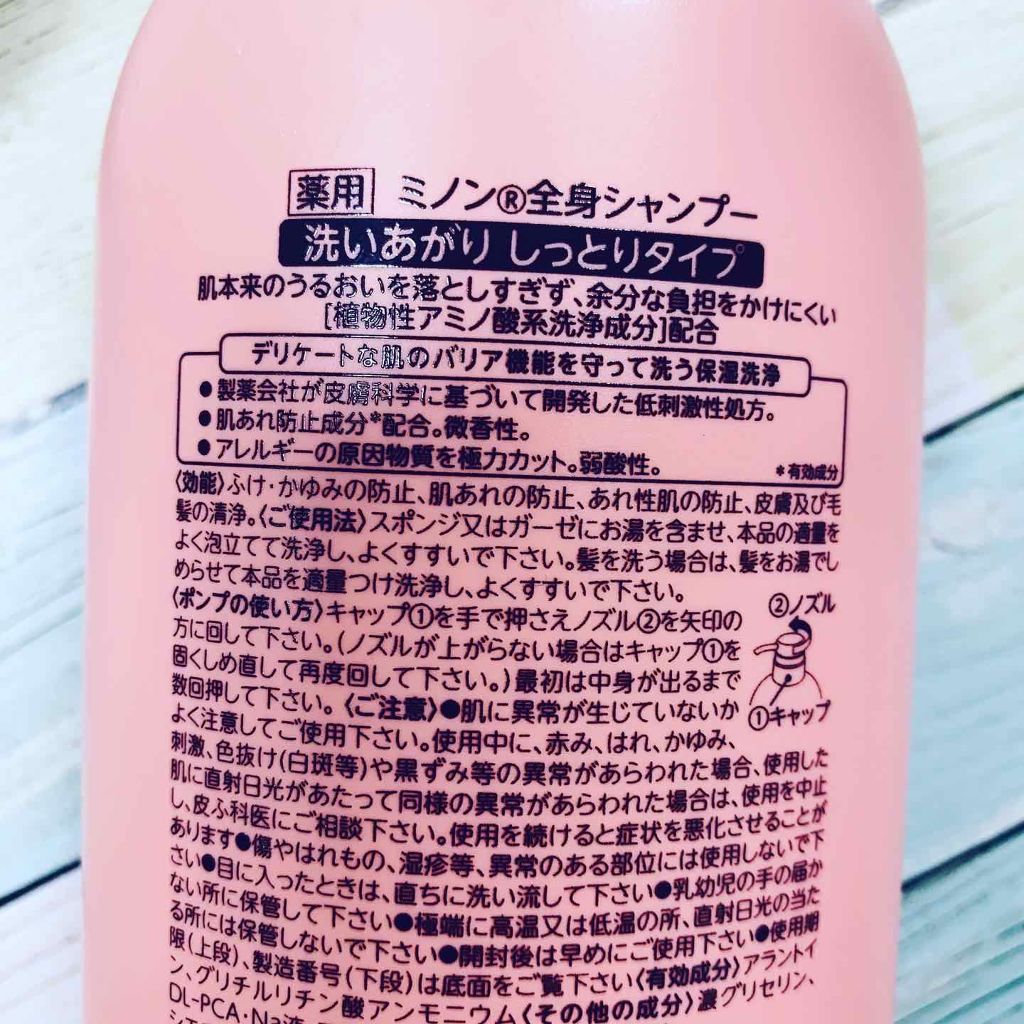 薬用 ミノン®全身シャンプー
洗いあがり しっとりタイプ
肌本来のうるおいを落としすぎず、余分な負担をかけにくい
[植物性アミノ酸系洗浄成分]配合
デリケートな肌のバリア機能を守って洗う保湿洗浄
●製薬会社が皮膚科学に基づいて開発した低刺激性処方。
●肌あれ防止成分*配合。微香性。
●アレルギーの原因物質を極力カット。弱酸性。
*有効成分
〈効能〉ふけ・かゆみの防止、肌あれの防止、あれ性肌の防止、皮膚及び毛
髪の清浄。〈ご使用法〉スポンジ又はガーゼにお湯を含ませ、本品の適量を
よく泡立てて洗浄し、よくすすいで下さい。髪を洗う場合は、髪をお湯でし
めらせて本品を適量つけ洗浄し、よくすすいで下さい。
〈ポンプの使い方〉キャップ①を手で押さえノズル②を矢印の
方に回して下さい。(ノズルが上がらない場合はキャップ①を
固くしめ直して再度回して下さい。)最初は中身が出るまで
数回押して下さい。〈ご注意〉●肌に異常が生じていないか
よく注意してご使用下さい。使用中に、赤み、はれ、かゆみ、
②ノズル
①キャップ
刺激、色抜け(白斑等)や黒ずみ等の異常があらわれた場合、使用した
肌に直射日光があたって同様の異常があらわれた場合は、使用を中止
し、皮ふ科医にご相談下さい。使用を続けると症状を悪化させることが
あります●傷やはれもの、湿疹等、異常のある部位には使用しないで下
さい●目に入ったときは、直ちに洗い流して下さい●乳幼児の手の届か
ない所に保管して下さい●極端に高温又は低温の所、直射日光の当た
る所には保管しないで下さい●開封後は早めにご使用下さい●使用期
限(上段)、製造番号(下段)は底面をご覧下さい〈有効成分〉アラントイ
ン、グリチルリチン酸アンモニウム〈その他の成分〉濃グリセリン、
DL-PCA・Na液